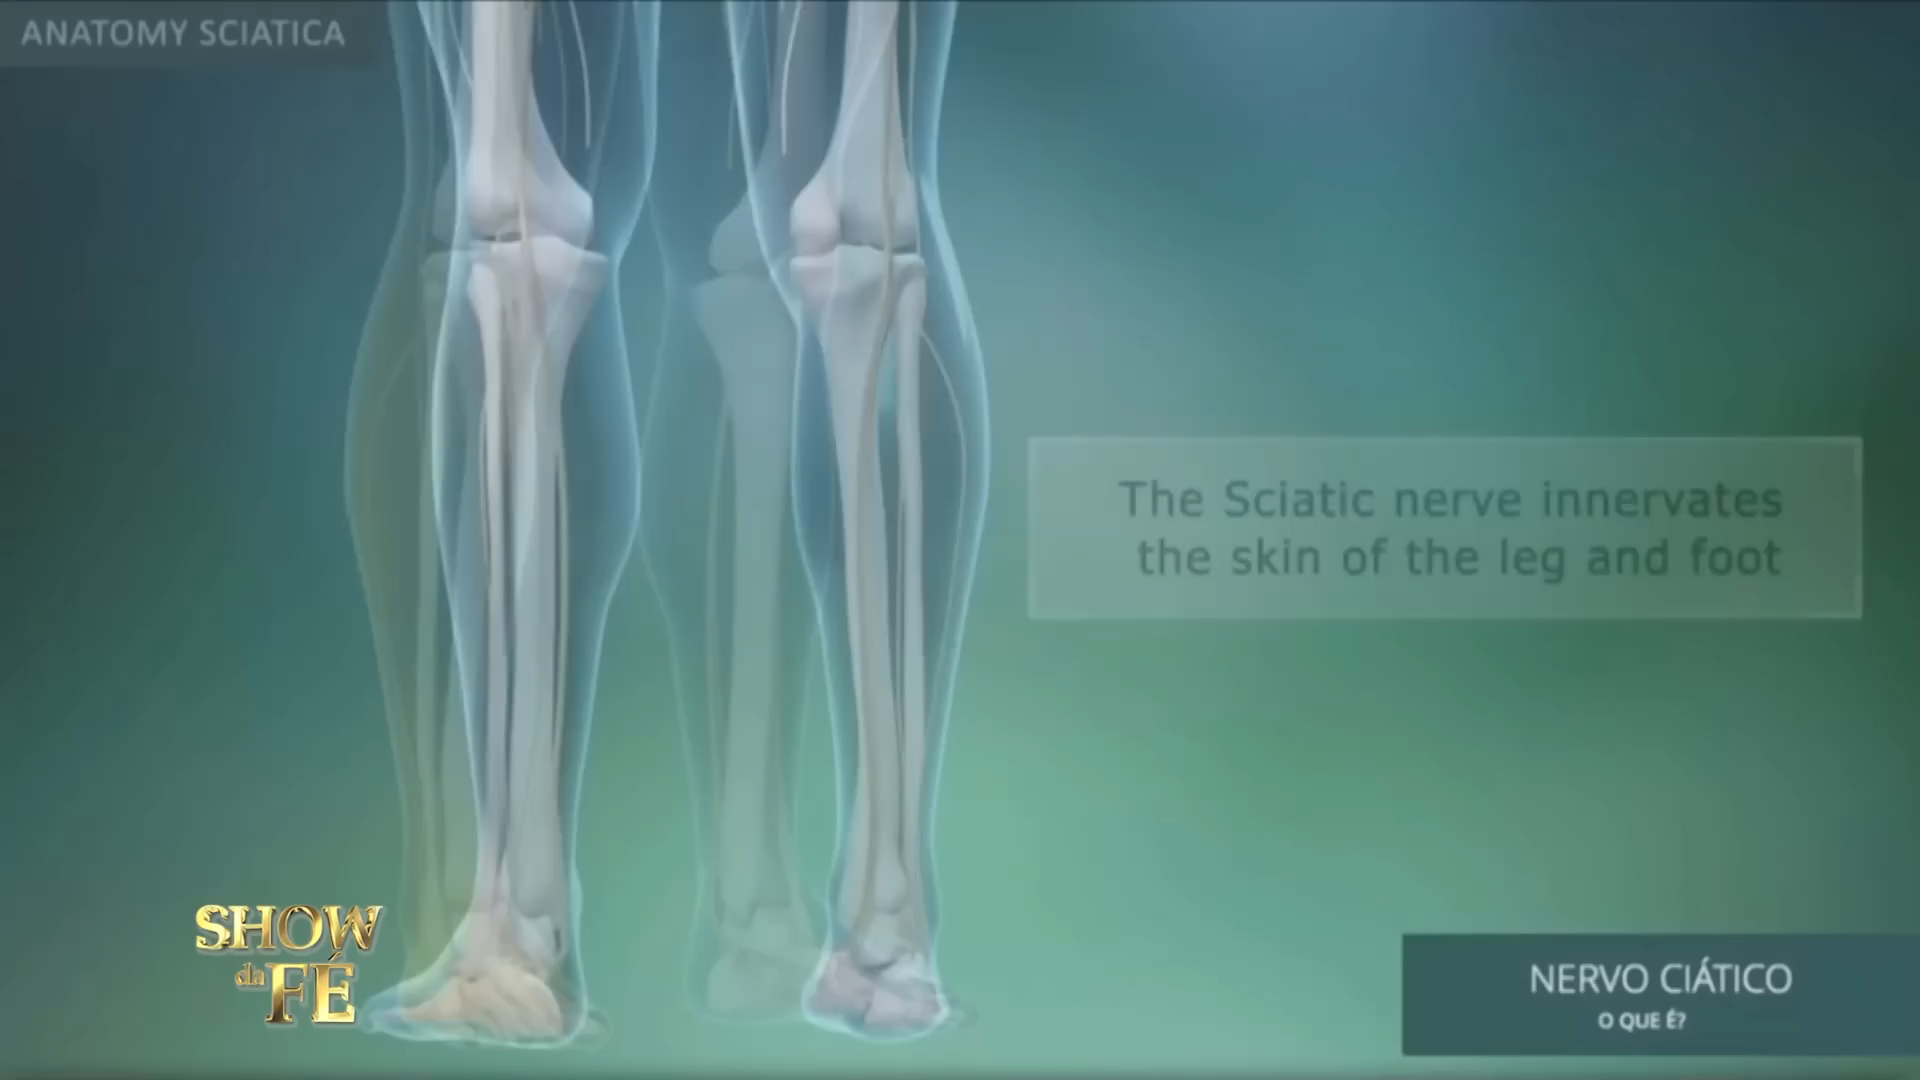 ANATOMY SCIATICA
The Sciatic nerve innervates
the skin of the leg and foot
SHOW
da FÉ
NERVO CIÁTICO
O QUE É?